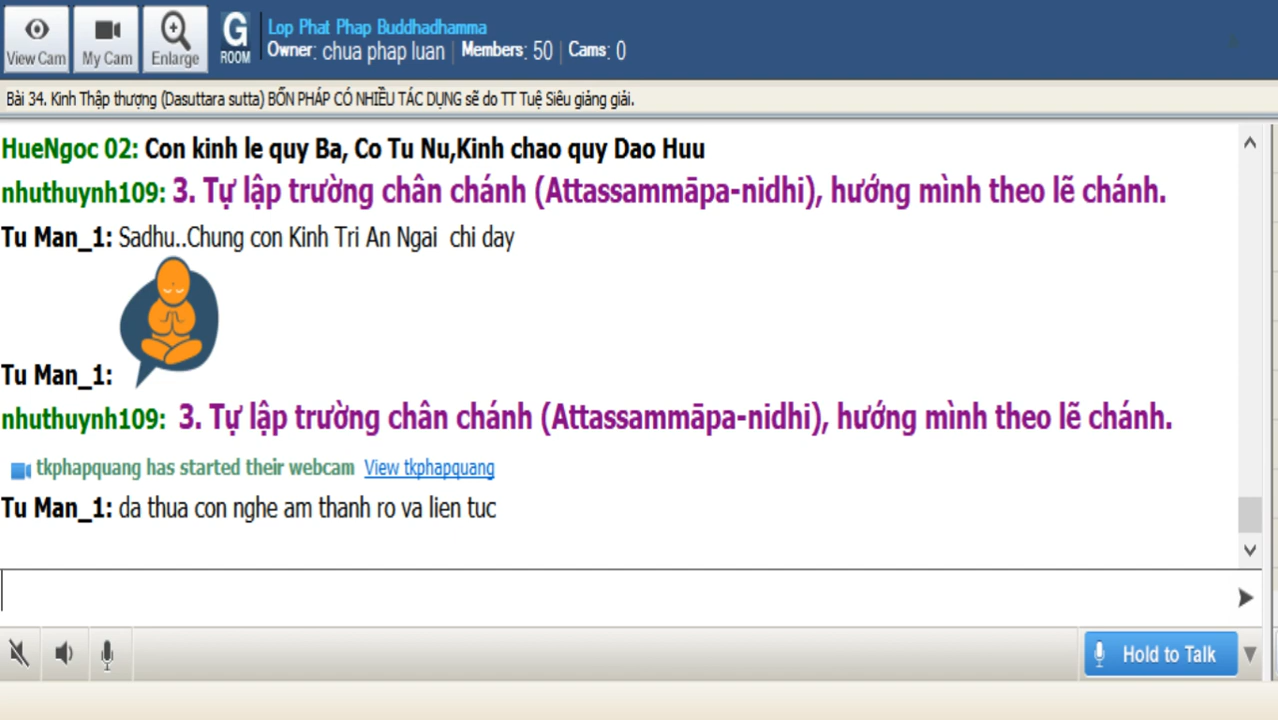 View Cam
My Cam
Enlarge
G
ROOM
Lop Phat Phap Buddhadhamma
Owner: chua phap luan | Members: 50 | Cams: 0
Bài 34. Kinh Thập thượng (Dasuttara sutta) BỐN PHÁP CÓ NHIỀU TÁC DỤNG sẽ do TT Tuệ Siêu giảng giải.
HueNgoc 02: Con kinh le quy Ba, Co Tu Nu,Kinh chao quy Dao Huu
nhuthuynh109: 3. Tự lập trường chân chánh (Attassammāpa-nidhi), hướng mình theo lẽ chánh.
Tu Man_1: Sadhu..Chung con Kinh Tri An Ngai chi day
Tu Man_1:
nhuthuynh109: 3. Tự lập trường chân chánh (Attassammāpa-nidhi), hướng mình theo lẽ chánh.
tkphapquang has started their webcam View tkphapquang
Tu Man_1: da thua con nghe am thanh ro va lien tuc
Hold to Talk